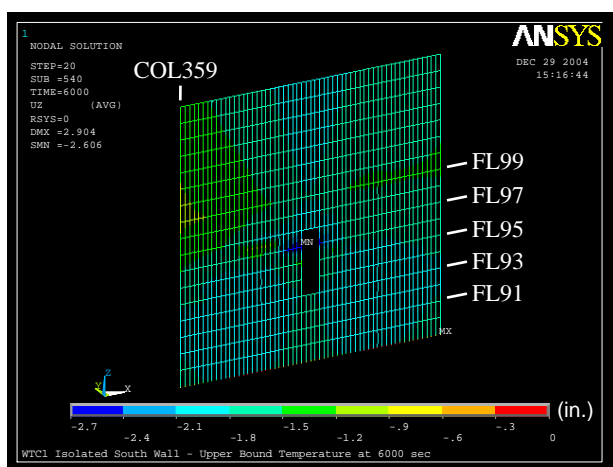 1
ANSYS
NODAL SOLUTION
DEC 29 2004
15:16:44
STEP=20
SUB =540
TIME=6000
UZ (AVG)
RSYS=0
DMX =2.904
SMN =-2.606
COL359
FL99
FL97
FL95
MN
FL93
FL91
MX
Z
Y
X
(in.)
-2.7 -2.1 -1.5 -.9 -.3
-2.4 -1.8 -1.2 -.6 0
WTC1 Isolated South Wall - Upper Bound Temperature at 6000 sec